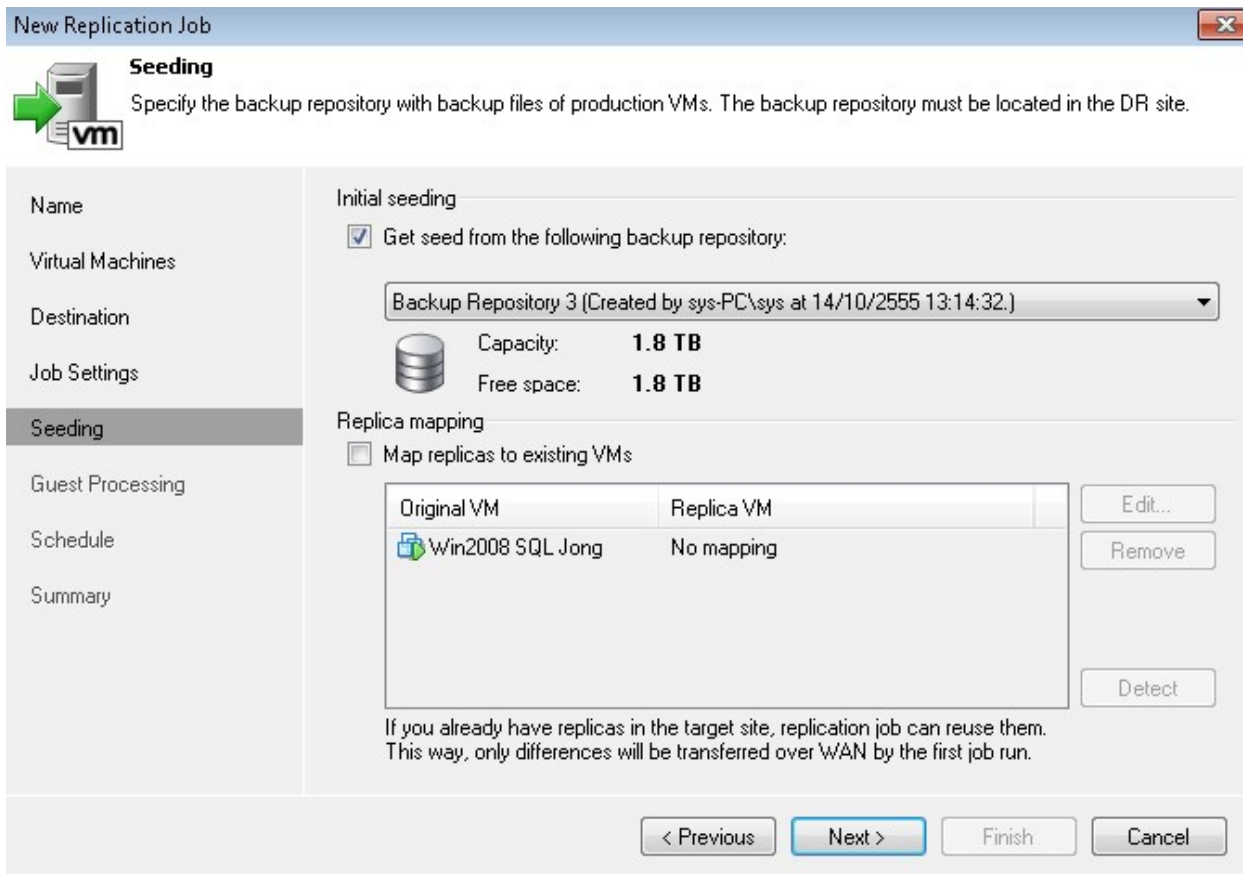 New Replication Job
Seeding
Specify the backup repository with backup files of production VMs. The backup repository must be located in the DR site.
vm
Name
Virtual Machines
Destination
Job Settings
Seeding
Guest Processing
Schedule
Summary
Initial seeding
Get seed from the following backup repository:
Backup Repository 3 (Created by sys-PC\sys at 14/10/2555 13:14:32.)
Capacity: 1.8 TB
Free space: 1.8 TB
Replica mapping
Map replicas to existing VMs
Original VM Replica VM
Win2008 SQL Jong No mapping
Edit...
Remove
Detect
If you already have replicas in the target site, replication job can reuse them.
This way, only differences will be transferred over WAN by the first job run.
< Previous Next > Finish Cancel